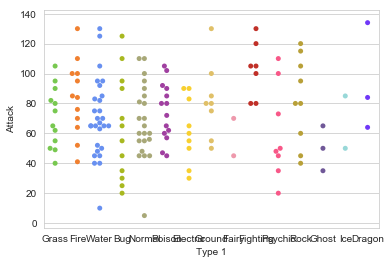 140
120
100
80
60
40
20
0
Attack
Grass Fire Water Bug Normal Poison Electric Ground Fairy Fighting Psychic Rock Ghost Ice Dragon
Type 1